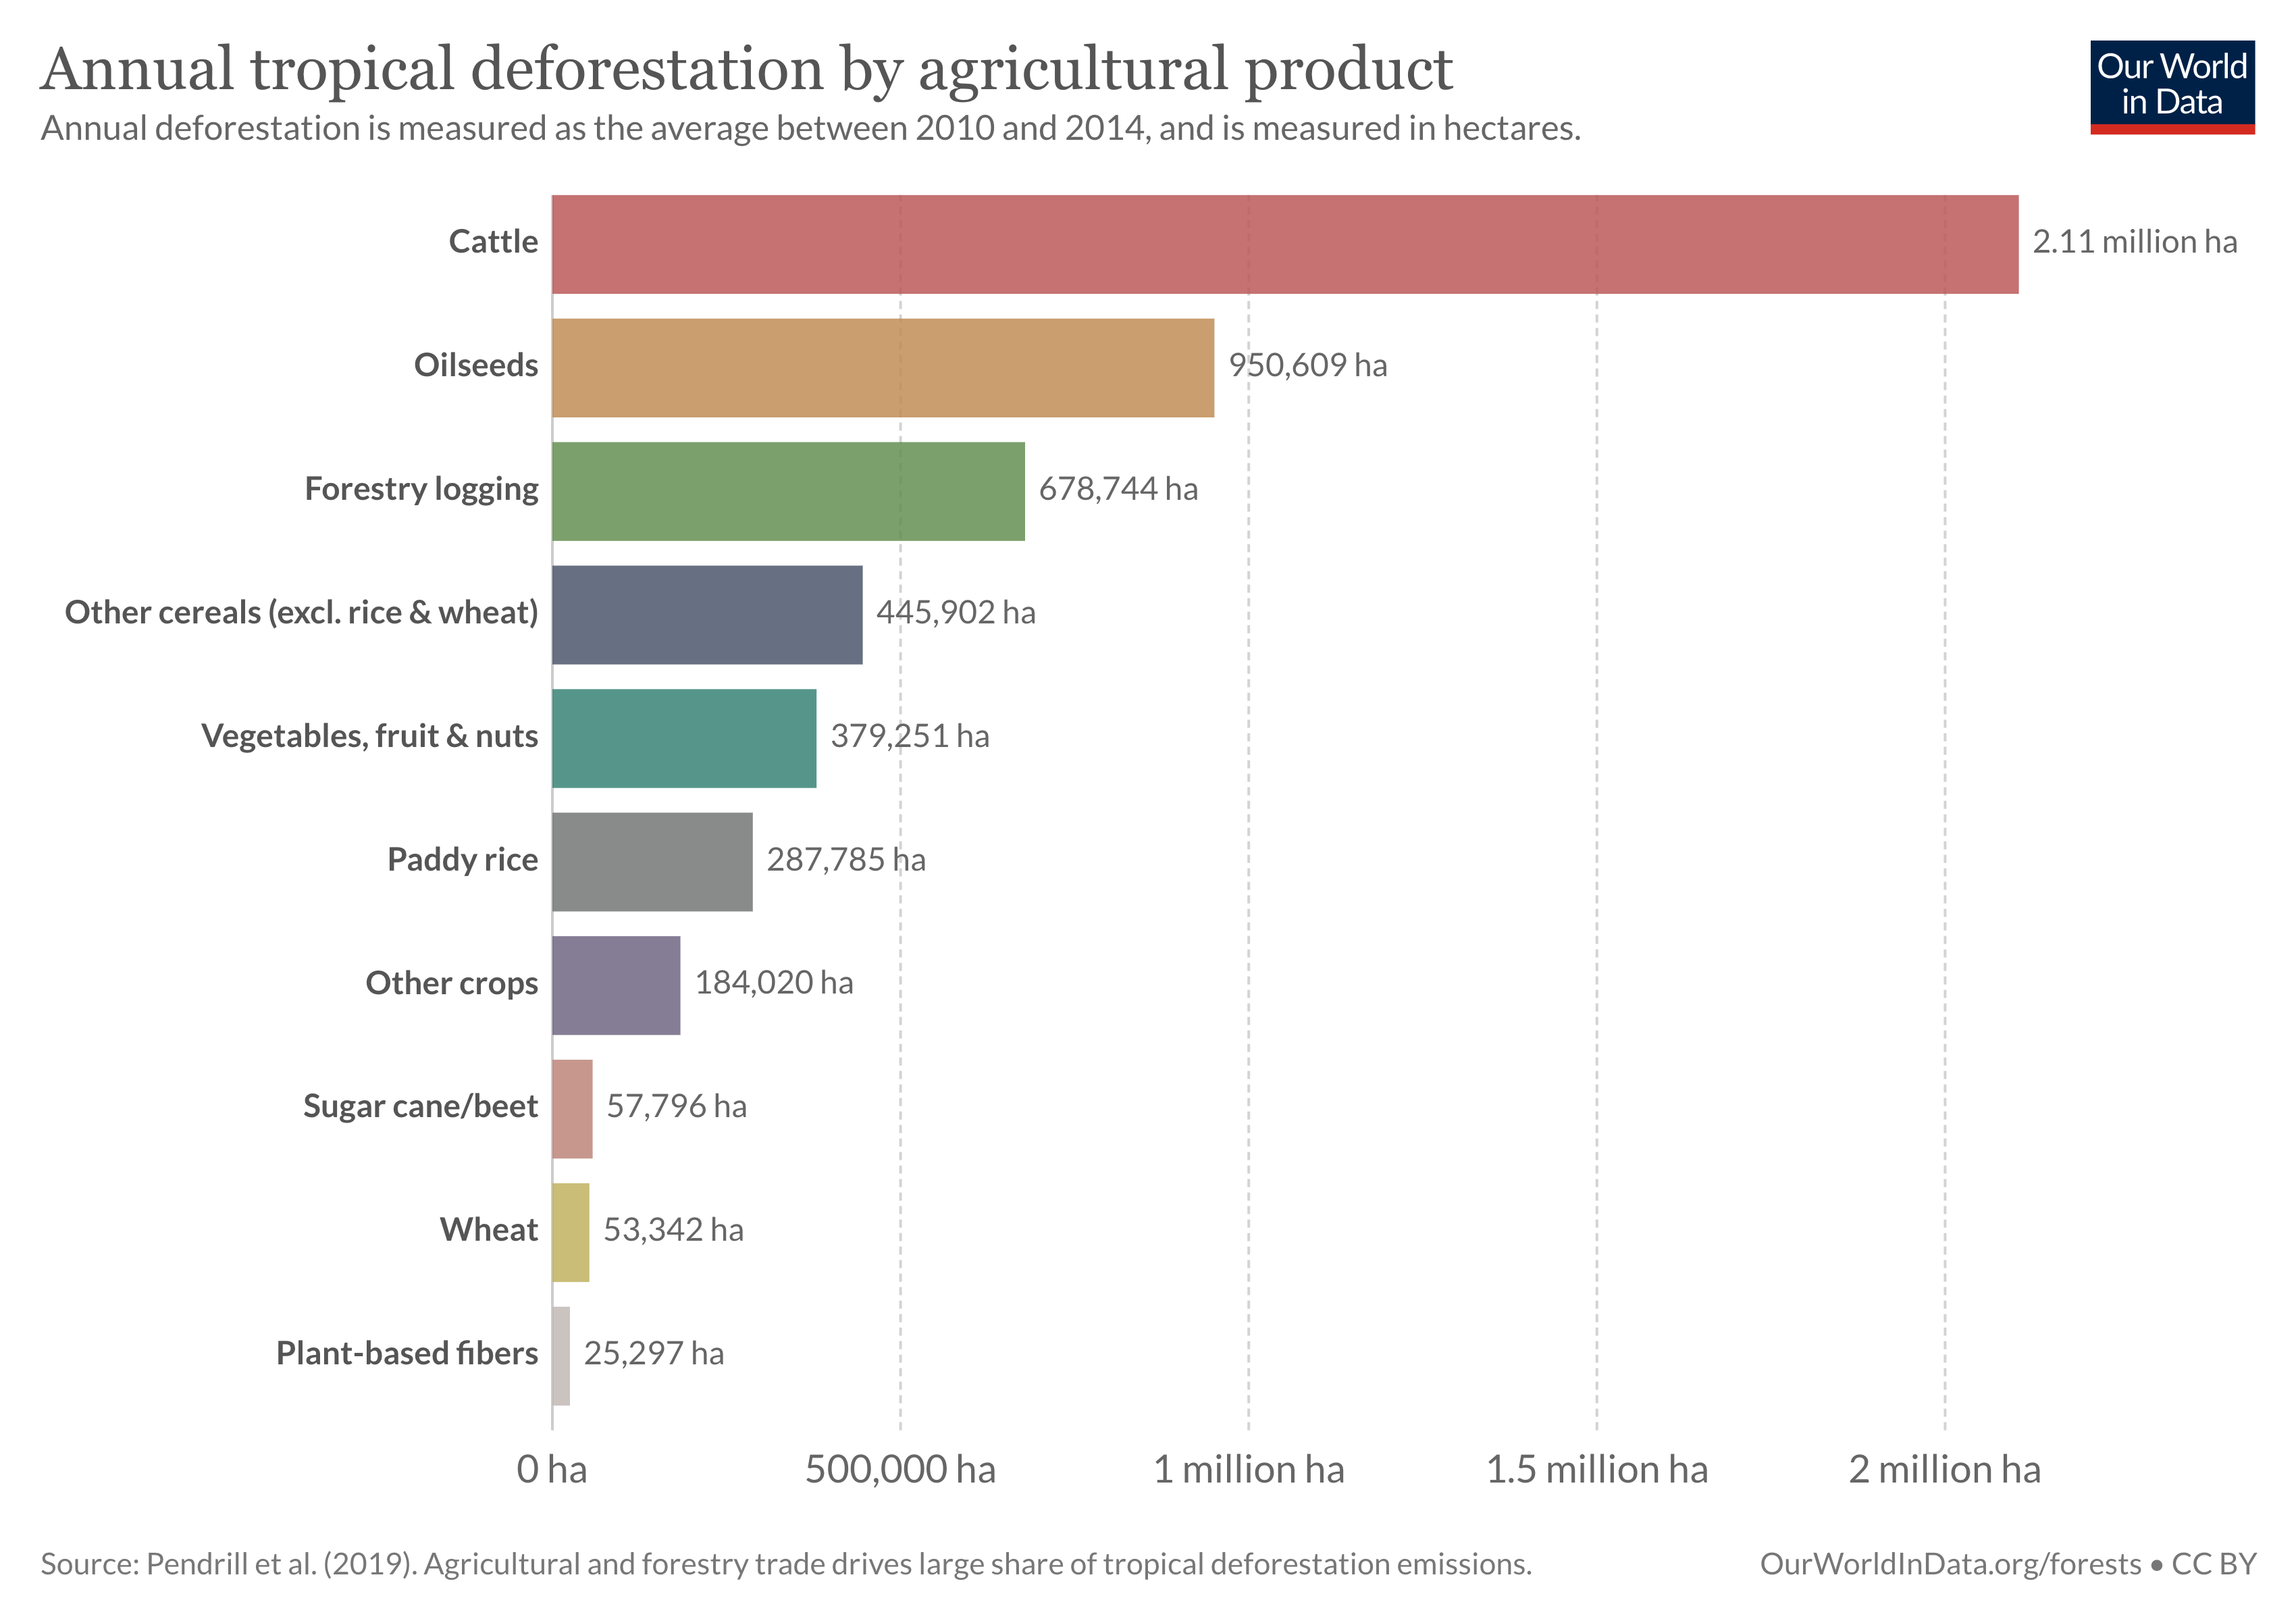 Annual tropical deforestation by agricultural product
Annual deforestation is measured as the average between 2010 and 2014, and is measured in hectares.
Our World
in Data
Cattle
2.11 million ha
Oilseeds
950,609 ha
Forestry logging
678,744 ha
Other cereals (excl. rice & wheat)
445,902 ha
Vegetables, fruit & nuts
379,251 ha
Paddy rice
287,785 ha
Other crops
184,020 ha
Sugar cane/beet
57,796 ha
Wheat
53,342 ha
Plant-based fibers
25,297 ha
0 ha
500,000 ha
1 million ha
1.5 million ha
2 million ha
Source: Pendrill et al. (2019). Agricultural and forestry trade drives large share of tropical deforestation emissions.
OurWorldInData.org/forests • CC BY